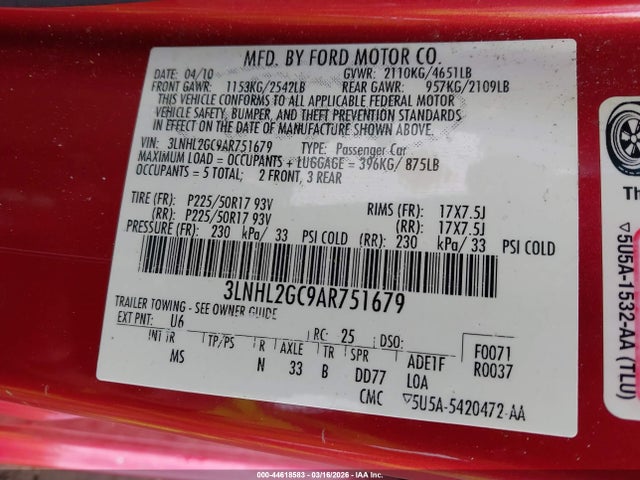 MFD. BY FORD MOTOR CO.
DATE: 04/10 GVWR: 2110KG/4651LB
FRONT GAWR: 1153KG/2542LB REAR GAWR: 957KG/2109LB
THIS VEHICLE CONFORMS TO ALL APPLICABLE FEDERAL MOTOR
VEHICLE SAFETY, BUMPER, AND THEFT PREVENTION STANDARDS
IN EFFECT ON THE DATE OF MANUFACTURE SHOWN ABOVE.
VIN: 3LNHL2GC9AR751679 TYPE: Passenger Car
MAXIMUM LOAD = OCCUPANTS + LUGGAGE = 396KG/ 875LB
OCCUPANTS = 5 TOTAL; 2 FRONT, 3 REAR
TIRE (FR): P225/50R17 93V RIMS (FR): 17X7.5J
(RR): P225/50R17 93V (RR): 17X7.5J
PRESSURE (FR): 230 kPa/ 33 PSI COLD (RR): 230 kPa/ 33 PSI COLD
3LNHL2GC9AR751679
TRAILER TOWING - SEE OWNER GUIDE
EXT PNT: U6 RC: 25 DSO: F0071
INT TR TP/PS R AXLE TR SPR ADE1F R0037
MS N 33 B DD77 LOA
CMC ▽5U5A-5420472-AA
Th
▽5U5A-1532-AA (TLU)
000-44618583 | 03/16/2026 - IAA Inc.